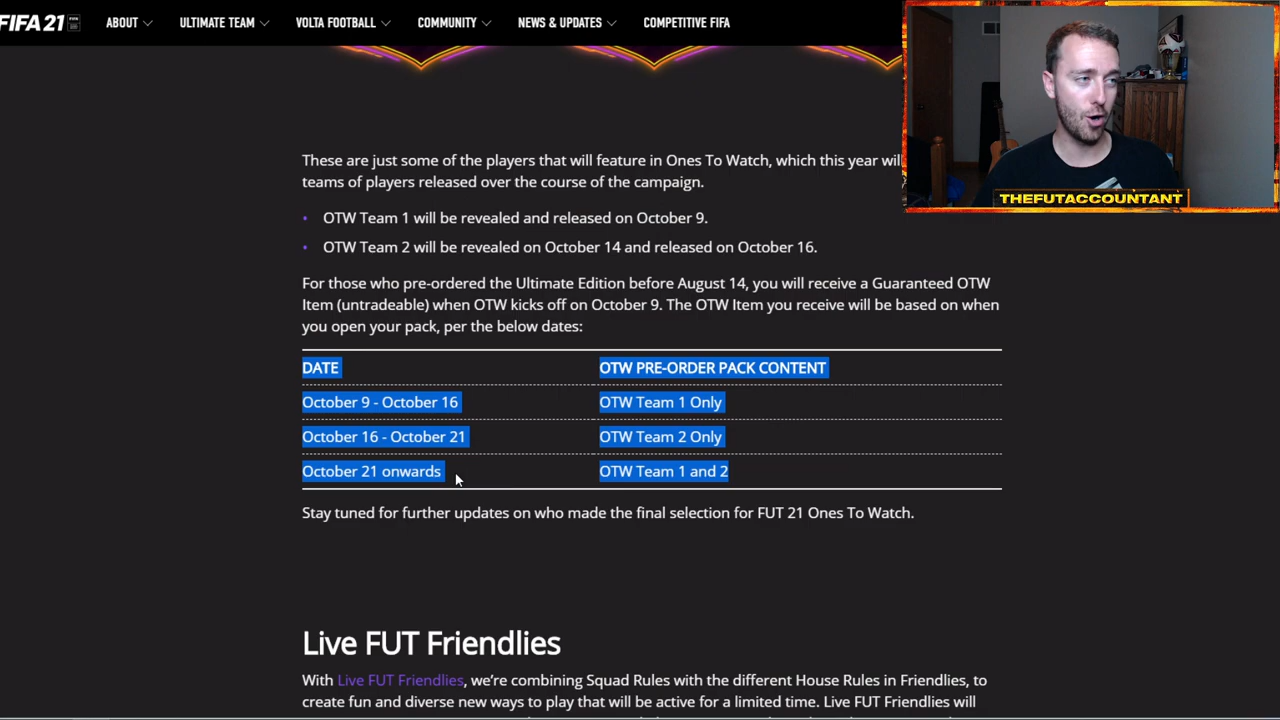 FIFA 21
ABOUT
ULTIMATE TEAM
VOLTA FOOTBALL
COMMUNITY
NEWS & UPDATES
COMPETITIVE FIFA
THEFUTACCOUNTANT
These are just some of the players that will feature in Ones To Watch, which this year will
teams of players released over the course of the campaign.
• OTW Team 1 will be revealed and released on October 9.
• OTW Team 2 will be revealed on October 14 and released on October 16.
For those who pre-ordered the Ultimate Edition before August 14, you will receive a Guaranteed OTW
Item (untradeable) when OTW kicks off on October 9. The OTW Item you receive will be based on when
you open your pack, per the below dates:
DATE OTW PRE-ORDER PACK CONTENT
October 9 - October 16 OTW Team 1 Only
October 16 - October 21 OTW Team 2 Only
October 21 onwards OTW Team 1 and 2
Stay tuned for further updates on who made the final selection for FUT 21 Ones To Watch.
Live FUT Friendlies
With Live FUT Friendlies, we're combining Squad Rules with the different House Rules in Friendlies, to
create fun and diverse new ways to play that will be active for a limited time. Live FUT Friendlies will